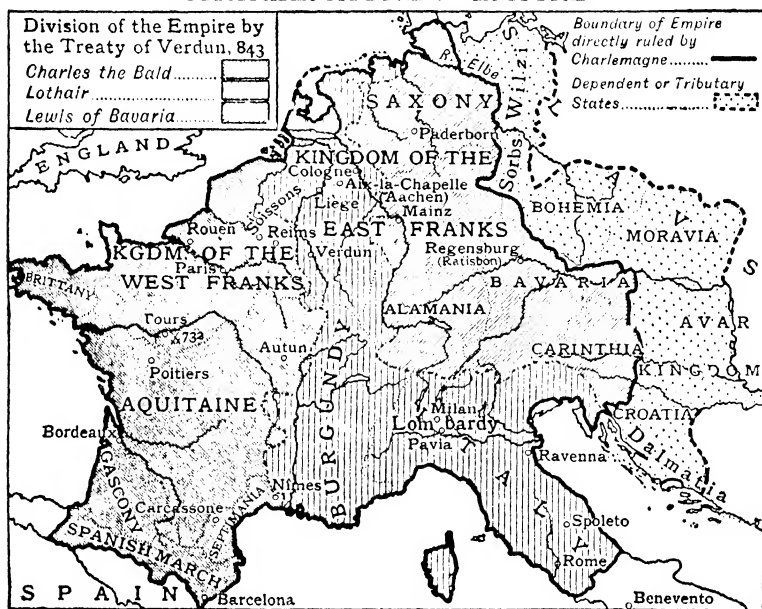 Division of the Empire by
the Treaty of Verdun, 843
Charles the Bald
Lothair
Lewis of Bavaria
Boundary of Empire
directly ruled by
Charlemagne
Dependent or Tributary
States
ENGLAND
R. Elbe
SLAVS
Wilzi
Sorbs
SAXONY
Paderborn
KINGDOM OF THE
EAST FRANKS
Cologne
Aix-la-Chapelle
(Aachen)
Liege
Mainz
Soissons
Rouen
Reims
Verdun
Paris
KGDM. OF THE
WEST FRANKS
BRITTANY
Regensburg
(Ratisbon)
BOHEMIA
MORAVIA
BAVARIA
AVAR
KINGDOM
ALAMANIA
CARINTHIA
CROATIA
Dalmatia
Tours
732
Poitiers
Autun
AQUITAINE
BURGUNDY
Milan
Lombardy
Pavia
ITALY
Ravenna
Bordeaux
GASCONY
Carcassone
SEPTIMANIA
Nîmes
Spoleto
Rome
SPANISH MARCH
SPAIN
Barcelona
Benevento